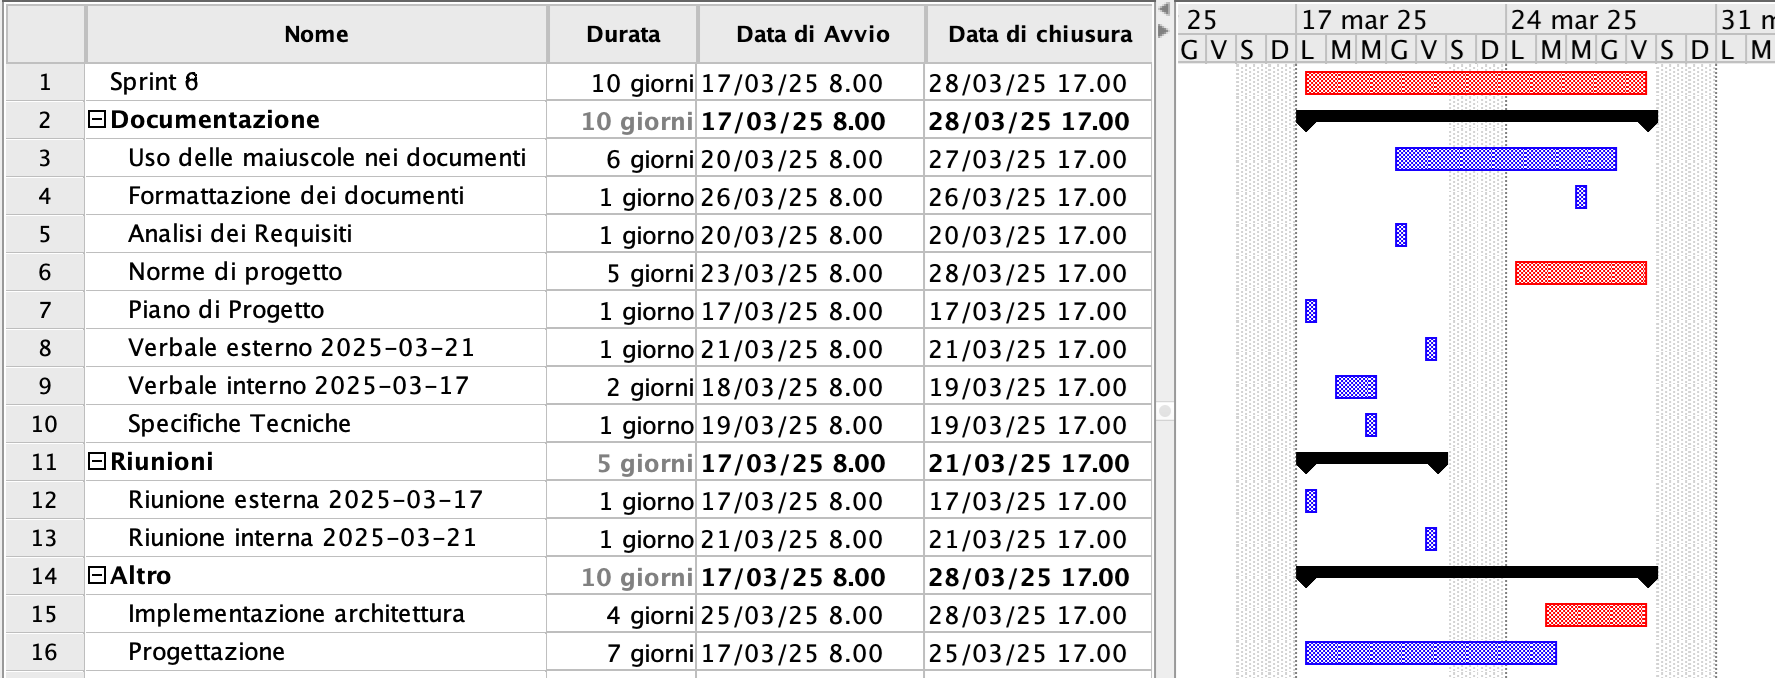 Nome Durata Data di Avvio Data di chiusura
25 17 mar 25 24 mar 25 31 m
G V S D L M M G V S D L M M G V S D L M
1 Sprint 10 giorni 17/03/25 8.00 28/03/25 17.00
2 Documentazione 10 giorni 17/03/25 8.00 28/03/25 17.00
3 Uso delle maiuscole nei documenti 6 giorni 20/03/25 8.00 27/03/25 17.00
4 Formattazione dei documenti 1 giorno 26/03/25 8.00 26/03/25 17.00
5 Analisi dei Requisiti 1 giorno 20/03/25 8.00 20/03/25 17.00
6 Norme di progetto 5 giorni 23/03/25 8.00 28/03/25 17.00
7 Piano di Progetto 1 giorno 17/03/25 8.00 17/03/25 17.00
8 Verbale esterno 2025-03-21 1 giorno 21/03/25 8.00 21/03/25 17.00
9 Verbale interno 2025-03-17 2 giorni 18/03/25 8.00 19/03/25 17.00
10 Specifiche Tecniche 1 giorno 19/03/25 8.00 19/03/25 17.00
11 Riunioni 5 giorni 17/03/25 8.00 21/03/25 17.00
12 Riunione esterna 2025-03-17 1 giorno 17/03/25 8.00 17/03/25 17.00
13 Riunione interna 2025-03-21 1 giorno 21/03/25 8.00 21/03/25 17.00
14 Altro 10 giorni 17/03/25 8.00 28/03/25 17.00
15 Implementazione architettura 4 giorni 25/03/25 8.00 28/03/25 17.00
16 Progettazione 7 giorni 17/03/25 8.00 25/03/25 17.00